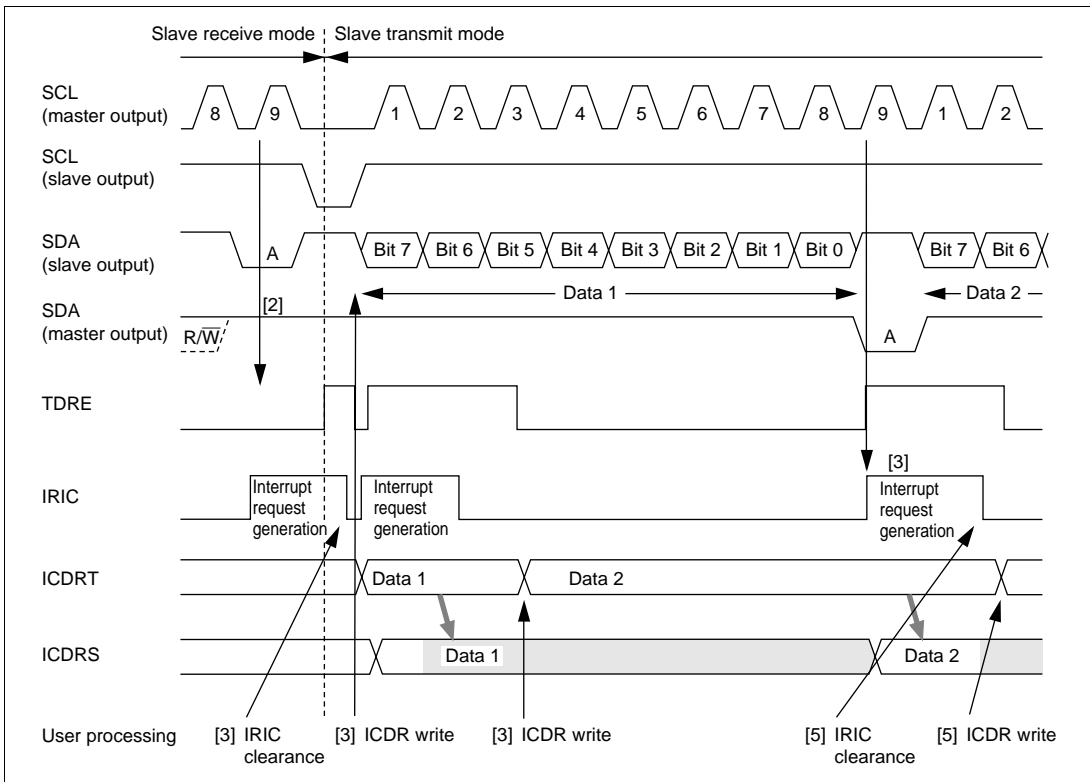 Slave receive mode Slave transmit mode
SCL
(master output)
8 9 1 2 3 4 5 6 7 8 9 1 2
SCL
(slave output)
SDA
(slave output)
A Bit 7 Bit 6 Bit 5 Bit 4 Bit 3 Bit 2 Bit 1 Bit 0 Bit 7 Bit 6
Data 1 Data 2
[2]
SDA
(master output)
R/W̅ A
TDRE
[3]
IRIC
Interrupt
request
generation
Interrupt
request
generation
Interrupt
request
generation
ICDRT
Data 1 Data 2
ICDRS
Data 1 Data 2
User processing
[3] IRIC
clearance
[3] ICDR write
[3] ICDR write
[5] IRIC
clearance
[5] ICDR write